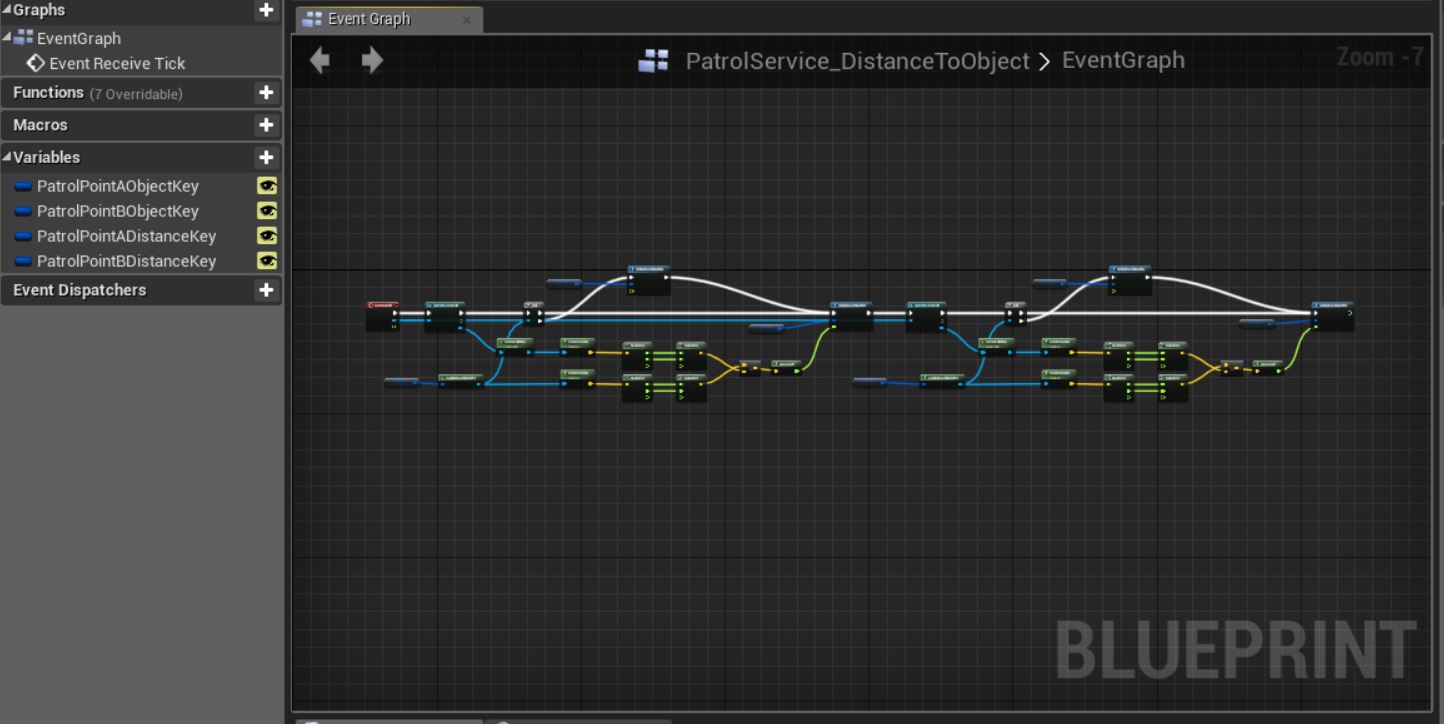 Graphs
EventGraph
Event Receive Tick
Functions (7 Overridable)
Macros
Variables
PatrolPointAObjectKey
PatrolPointBObjectKey
PatrolPointADistanceKey
PatrolPointBDistanceKey
Event Dispatchers
Event Graph
PatrolService_DistanceToObject > EventGraph
Zoom -7
BLUEPRINT